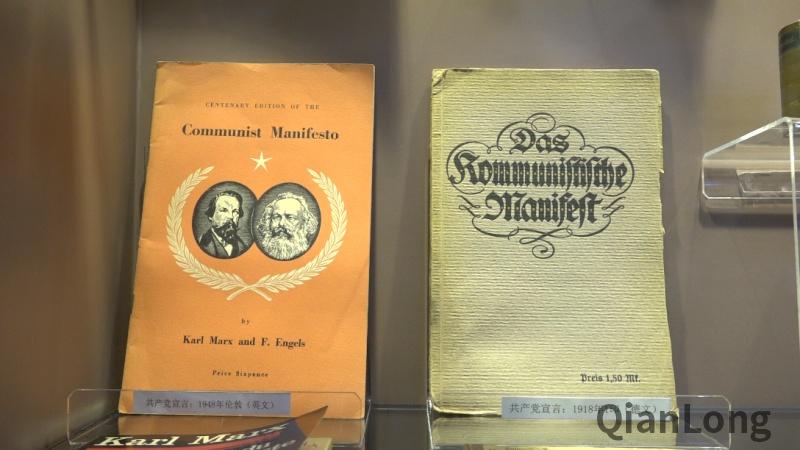 CENTENARY EDITION OF THE
Communist Manifesto
by
Karl Marx and F. Engels
Price Sixpence
共产党宣言：1948年伦敦（英文）
Das
Kommunistische
Manifest
Preis 1,50 Mk.
共产党宣言：1918年
德文）
Karl Marx
QianLong